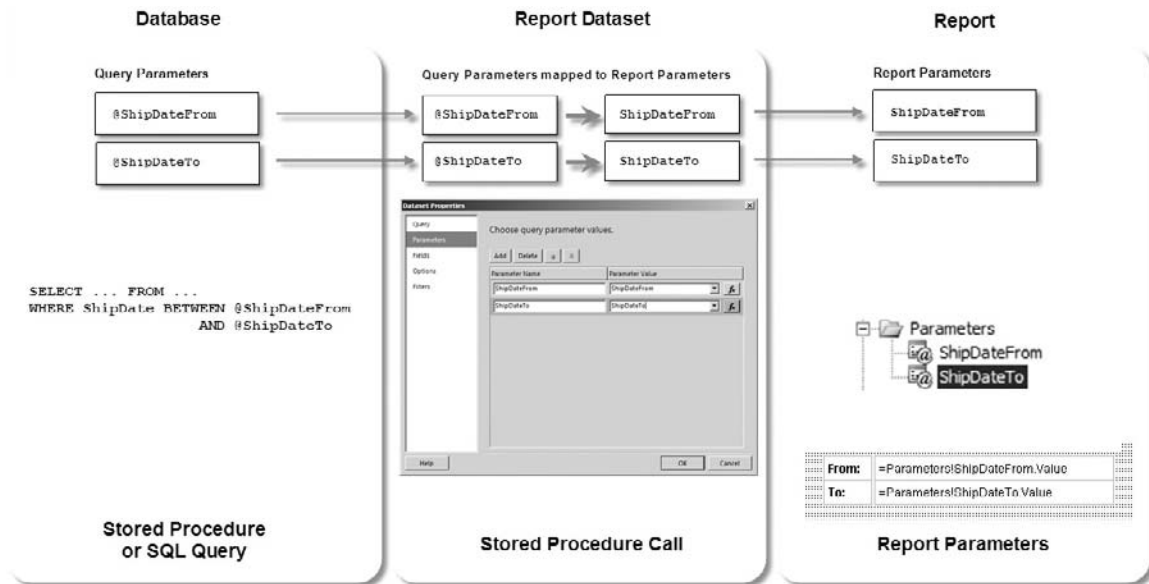 Database
Query Parameters
@ShipDateFrom
@ShipDateTo
SELECT ... FROM ...
WHERE ShipDate BETWEEN @ShipDateFrom
AND @ShipDateTo
Stored Procedure
or SQL Query
Report Dataset
Query Parameters mapped to Report Parameters
@ShipDateFrom
ShipDateFrom
@ShipDateTo
ShipDateTo
Dataset Properties
Query
Parameters
Fields
Options
Filters
Choose query parameter values.
Add Delete
Parameter Name Parameter Value
ShipDateFrom ShipDateFrom fx
ShipDateTo ShipDateTo fx
Help OK Cancel
Stored Procedure Call
Report
Report Parameters
ShipDateFrom
ShipDateTo
Parameters
ShipDateFrom
ShipDateTo
From: =Parameters!ShipDateFrom.Value
To: =Parameters!ShipDateTo.Value
Report Parameters